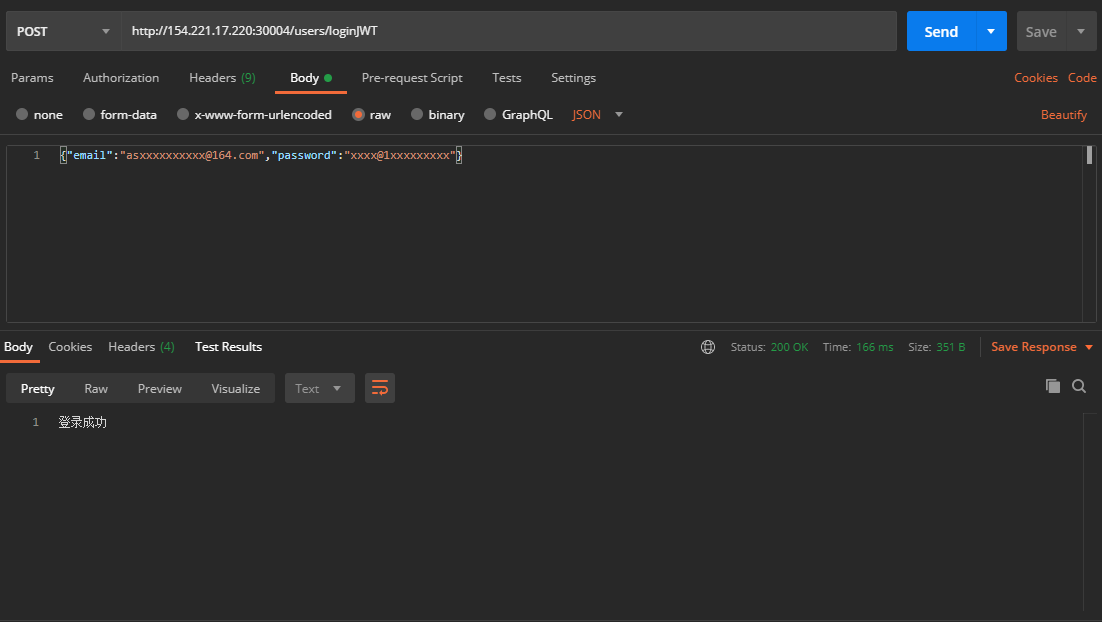 POST http://154.221.17.220:30004/users/loginJWT Send Save
Params Authorization Headers (9) Body Pre-request Script Tests Settings Cookies Code
none form-data x-www-form-urlencoded raw binary GraphQL JSON Beautify
1 {"email":"asxxxxxxxxxx@164.com","password":"xxxx@1xxxxxxxxx"}
Body Cookies Headers (4) Test Results Status: 200 OK Time: 166 ms Size: 351 B Save Response
Pretty Raw Preview Visualize Text
1 登录成功